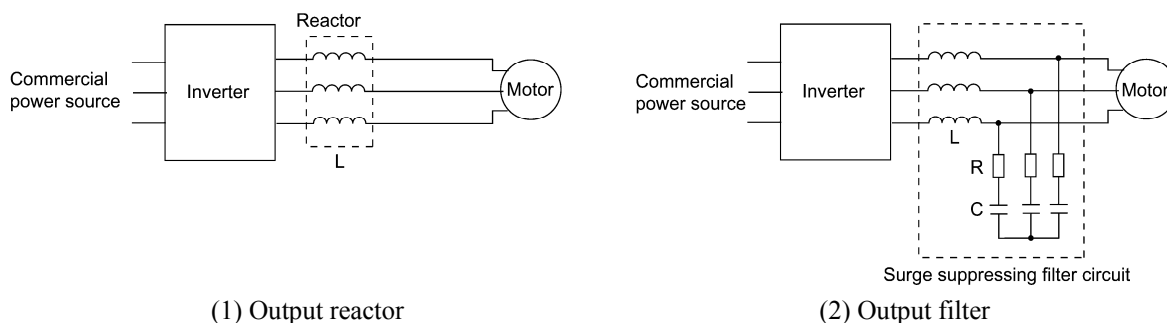 Reactor
Commercial
power source
Inverter
Motor
L
(1) Output reactor
Commercial
power source
Inverter
Motor
L
R
C
Surge suppressing filter circuit
(2) Output filter